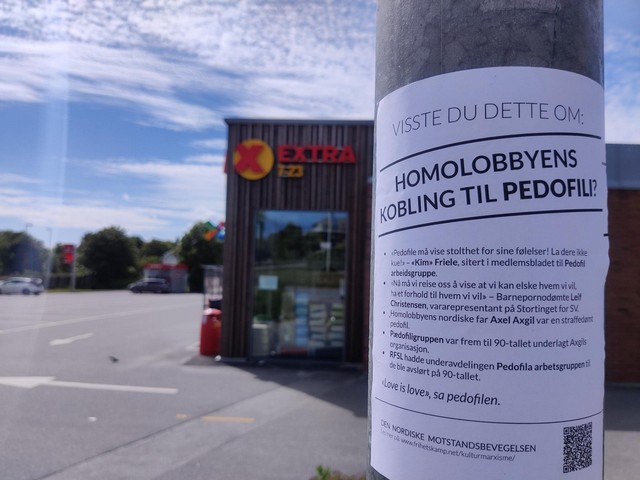 EXTRA
7-23
VISSTE DU DETTE OM:
HOMOLOBBYENS
KOBLING TIL PEDOFILI?
«Pedofile må vise stolthet for sine følelser! La dere ikke
kue!» – «Kim» Friele, sitert i medlemsbladet til Pedofil
arbeidsgruppe.
«Nå må vi reise oss å vise at vi kan elske hvem vi vil,
ha et forhold til hvem vi vil» – Barnepornodømte Leif
Christensen, vararepresentant på Stortinget for SV.
Homolobbyens nordiske far Axel Axgil var en straffedømt
pedofil.
Pædofiligruppen var frem til 90-tallet underlagt Axgils
organisasjon.
RFSL hadde underavdelingen Pedofila arbetsgruppen til
de ble avslørt på 90-tallet.
«Love is love», sa pedofilen.
DEN NORDISKE MOTSTANDSBEVEGELSEN
på: www.frihetskamp.net/kulturmarxisme/